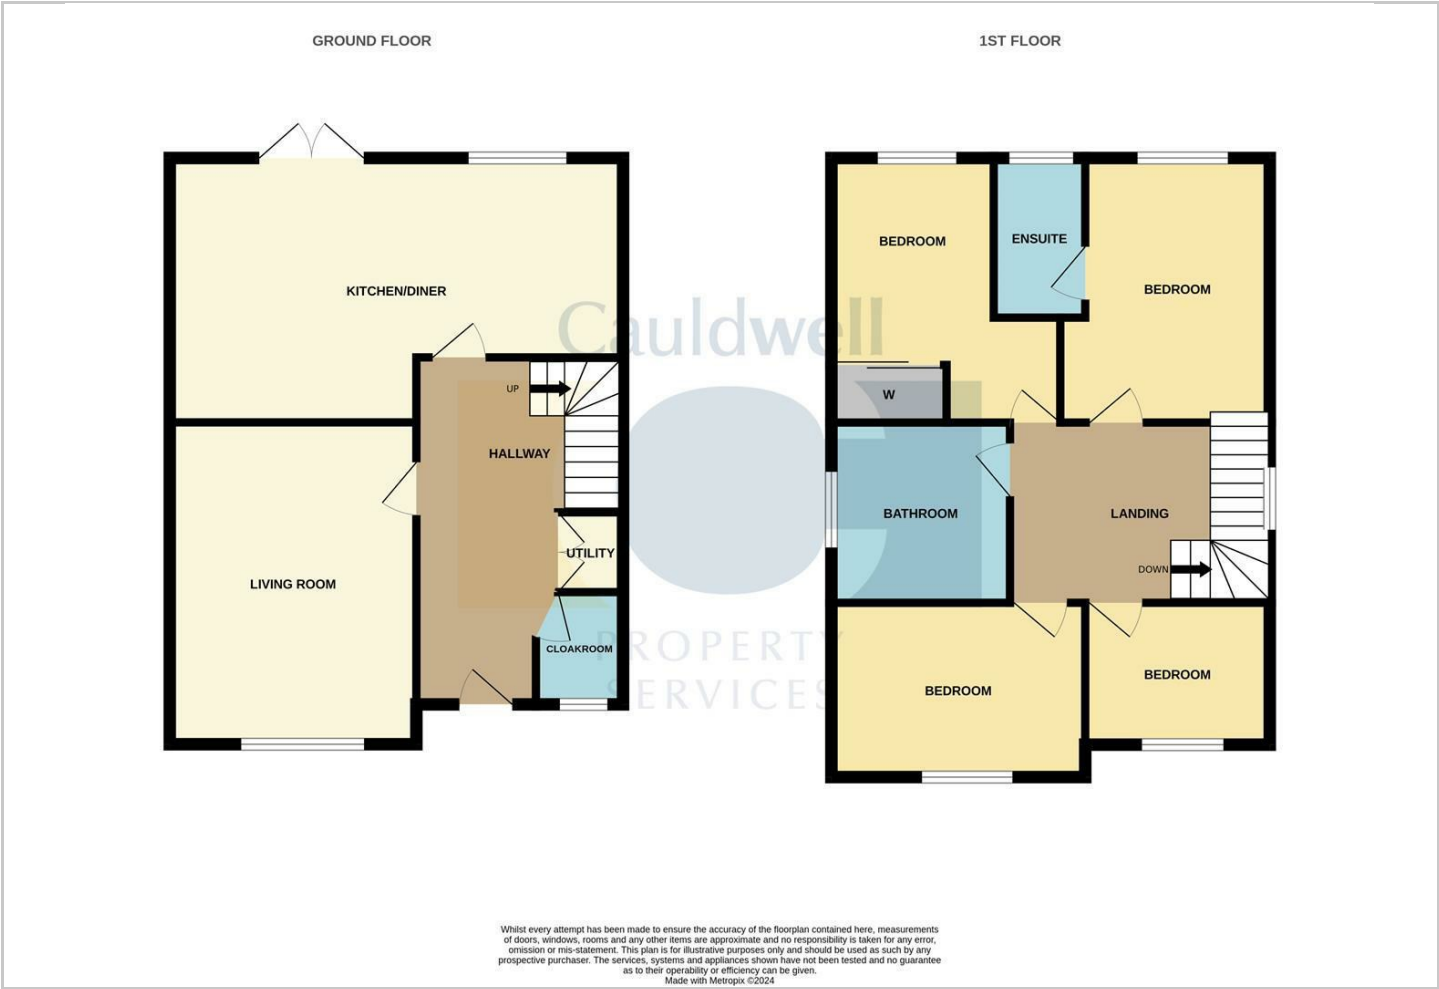 GROUND FLOOR
1ST FLOOR
KITCHEN/DINER
UP
HALLWAY
UTILITY
LIVING ROOM
CLOAKROOM
BEDROOM
ENSUITE
BEDROOM
W
BATHROOM
LANDING
DOWN
BEDROOM
BEDROOM
Cauldwell
PROPERTY
SERVICES
Whilst every attempt has been made to ensure the accuracy of the floorplan contained here, measurements
of doors, windows, rooms and any other items are approximate and no responsibility is taken for any error,
omission or mis-statement. This plan is for illustrative purposes only and should be used as such by any
prospective purchaser. The services, systems and appliances shown have not been tested and no guarantee
as to their operability or efficiency can be given.
Made with Metropix ©2024